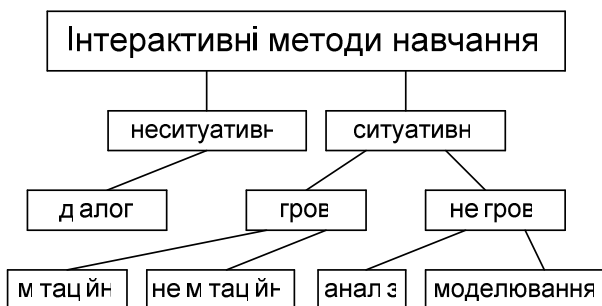 Інтерактивні методи навчання
неситуативн ситуативн
д алог гров не гров
м тац йн не м тац йн анал з моделювання